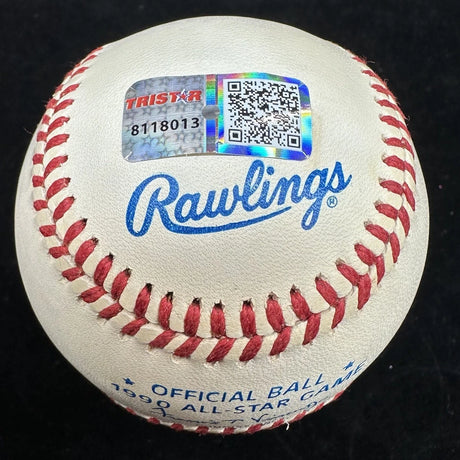 TRISTAR
8118013
Rawlings®
★ OFFICIAL BALL ★
1990 ALL-STAR GAME